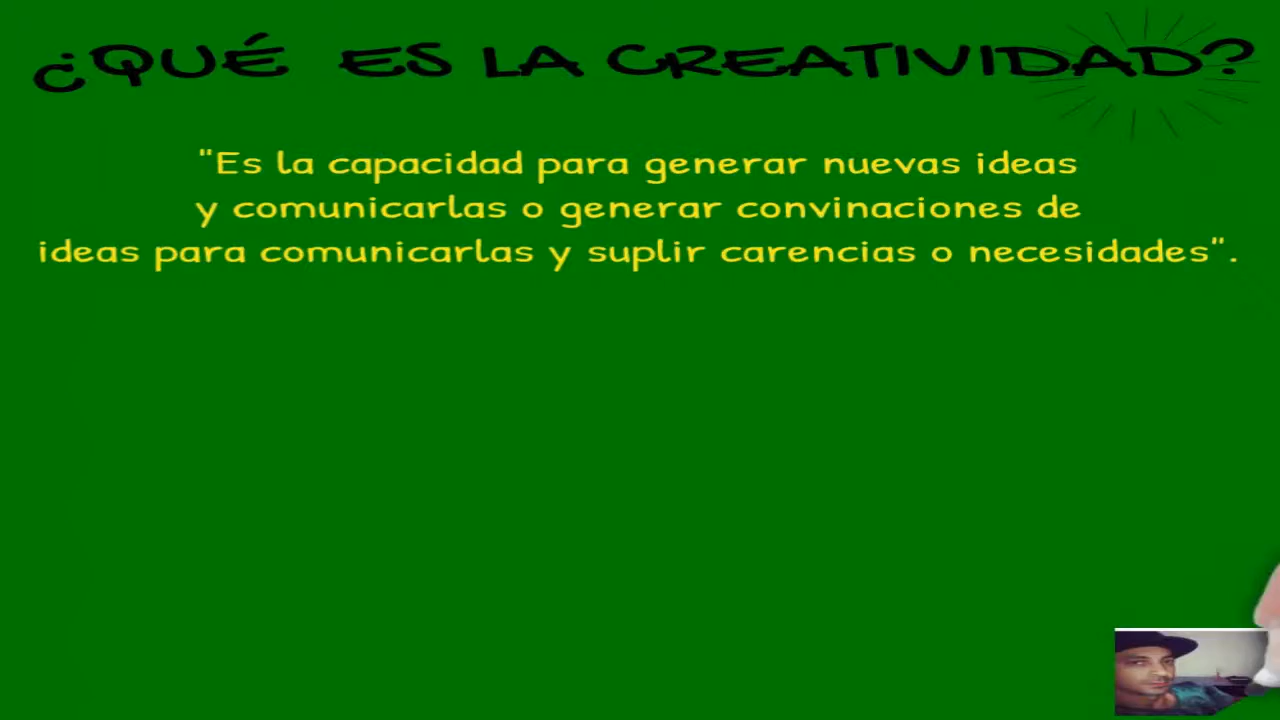 ¿QUÉ ES LA CREATIVIDAD?
"Es la capacidad para generar nuevas ideas
y comunicarlas o generar convinaciones de
ideas para comunicarlas y suplir carencias o necesidades".